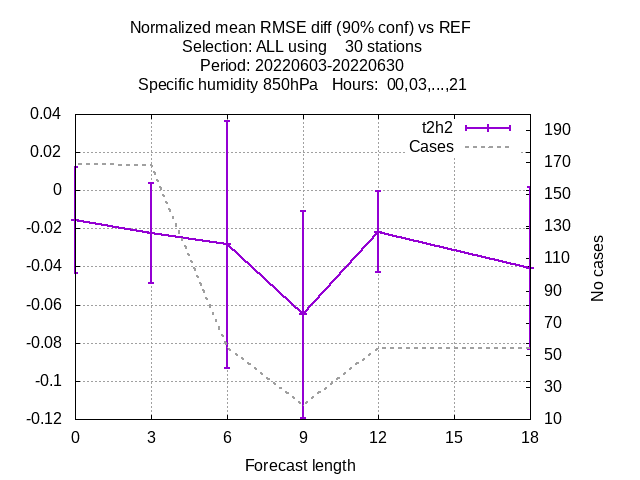 Normalized mean RMSE diff (90% conf) vs REF
Selection: ALL using    30 stations
Period: 20220603-20220630
Specific humidity 850hPa   Hours:  00,03,...,21
t2h2
Cases
0.04
0.02
0
-0.02
-0.04
-0.06
-0.08
-0.1
-0.12
190
170
150
130
110
90
70
50
30
10
No cases
0 3 6 9 12 15 18
Forecast length